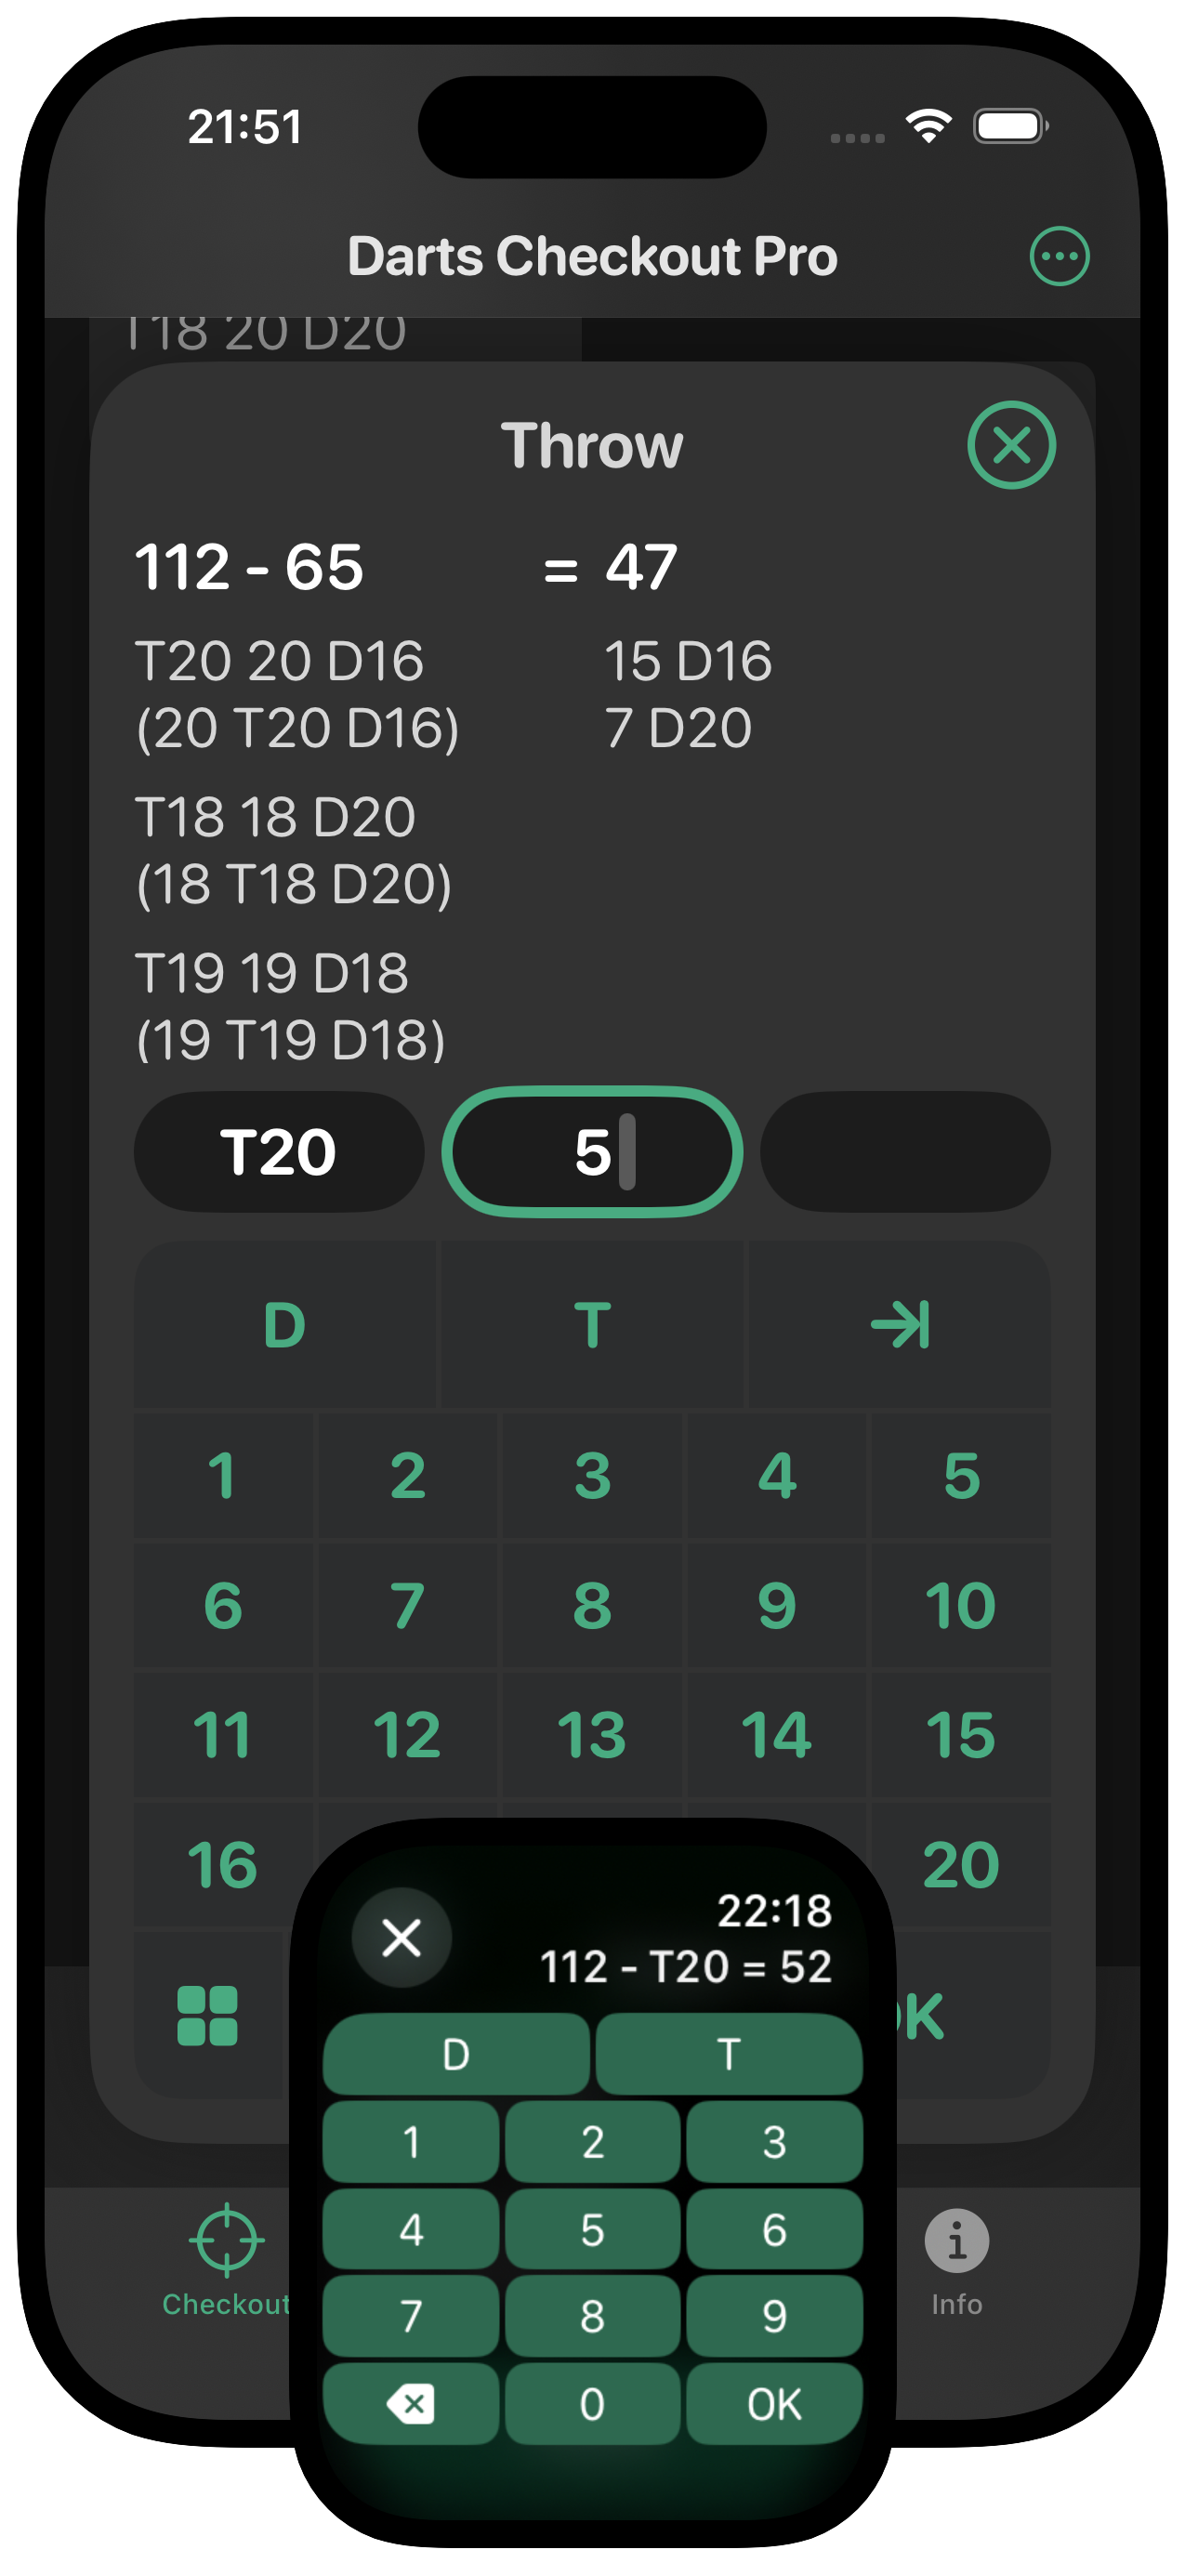 21:51
Darts Checkout Pro
T18 20 D20
Throw
112 - 65 = 47
T20 20 D16 15 D16
(20 T20 D16) 7 D20
T18 18 D20
(18 T18 D20)
T19 19 D18
(19 T19 D18)
T20 5
D T
1 2 3 4 5
6 7 8 9 10
11 12 13 14 15
16 20
OK
Checkout Info
22:18
112 - T20 = 52
D T
1 2 3
4 5 6
7 8 9
0 OK